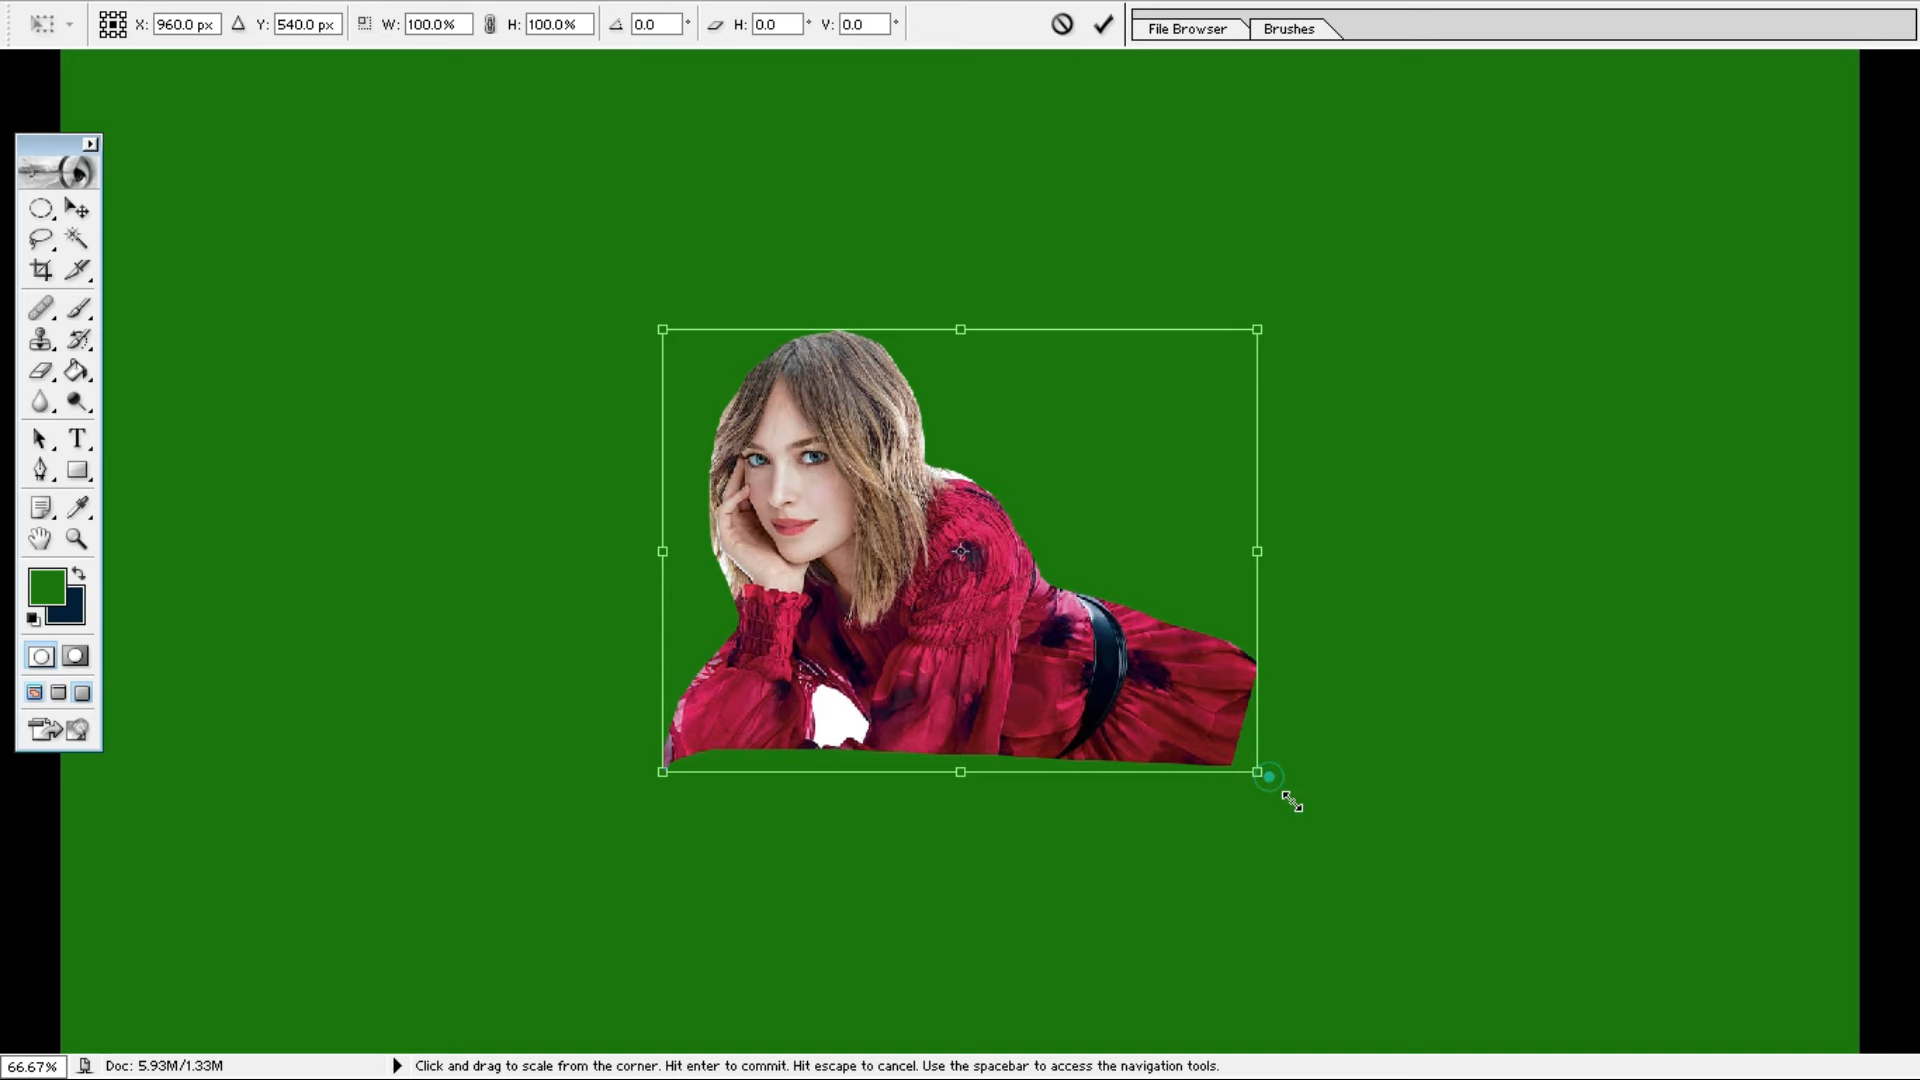 X: 960.0 px Y: 540.0 px W: 100.0% H: 100.0% 0.0 ° H: 0.0 ° V: 0.0 ° File Browser Brushes
T
66.67% Doc: 5.93M/1.33M Click and drag to scale from the corner. Hit enter to commit. Hit escape to cancel. Use the spacebar to access the navigation tools.